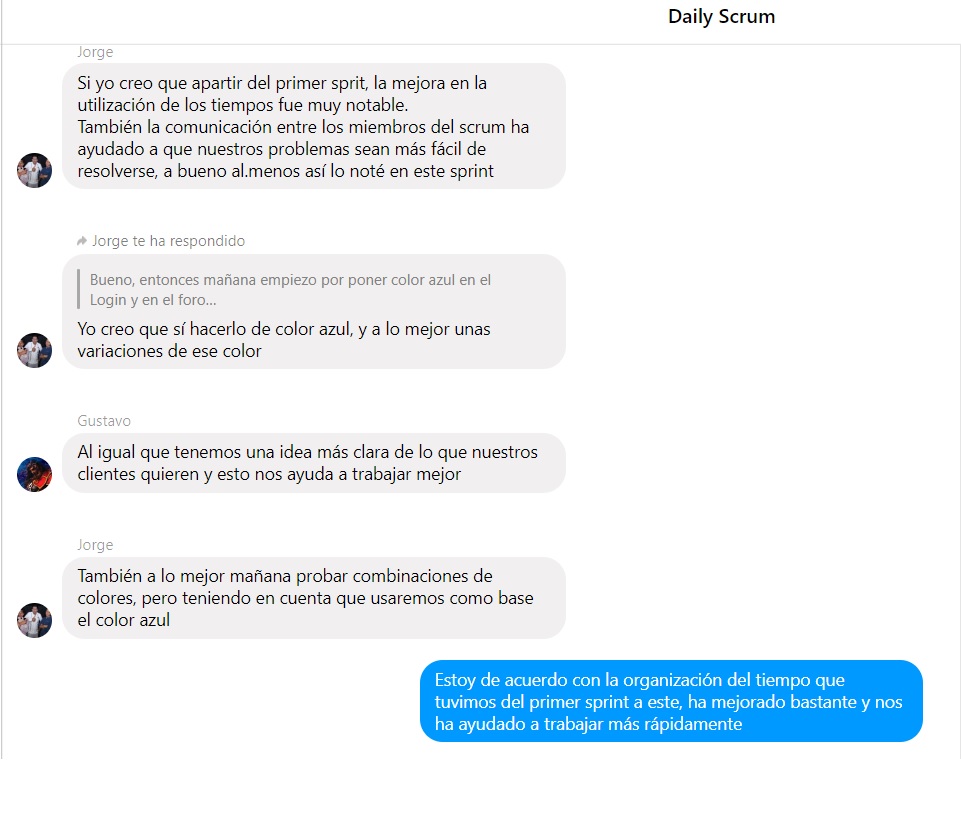 Daily Scrum
Jorge
Si yo creo que apartir del primer sprit, la mejora en la
utilización de los tiempos fue muy notable.
También la comunicación entre los miembros del scrum ha
ayudado a que nuestros problemas sean más fácil de
resolverse, a bueno al.menos así lo noté en este sprint
Jorge te ha respondido
Bueno, entonces mañana empiezo por poner color azul en el
Login y en el foro...
Yo creo que sí hacerlo de color azul, y a lo mejor unas
variaciones de ese color
Gustavo
Al igual que tenemos una idea más clara de lo que nuestros
clientes quieren y esto nos ayuda a trabajar mejor
Jorge
También a lo mejor mañana probar combinaciones de
colores, pero teniendo en cuenta que usaremos como base
el color azul
Estoy de acuerdo con la organización del tiempo que
tuvimos del primer sprint a este, ha mejorado bastante y nos
ha ayudado a trabajar más rápidamente